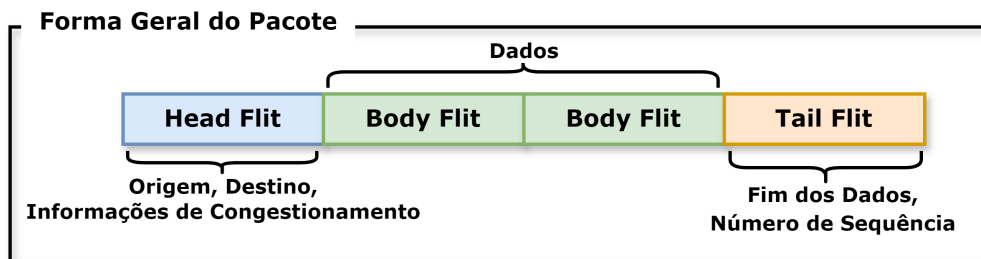 Forma Geral do Pacote
Dados
Head Flit
Body Flit
Body Flit
Tail Flit
Origem, Destino,
Informações de Congestionamento
Fim dos Dados,
Número de Sequência